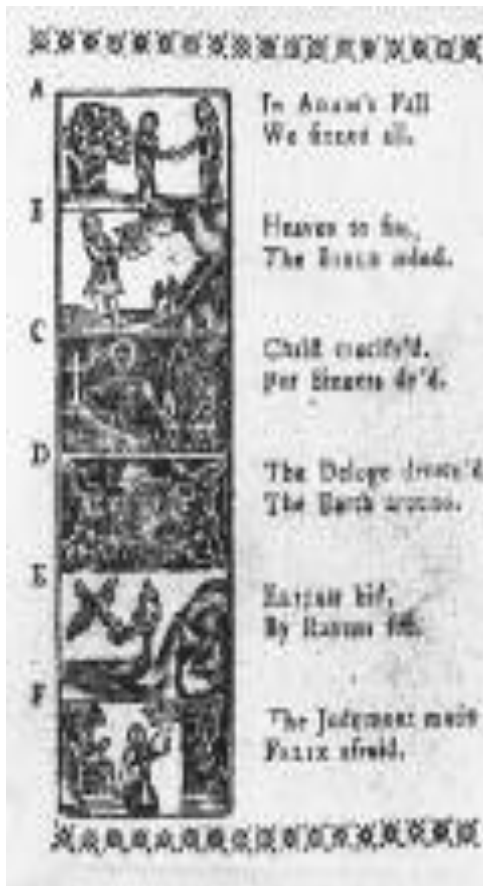 A
In ADAM's Fall
We sinned all.
B
Heaven to find,
The BIBLE mind.
C
Christ crucify'd,
For sinners dy'd.
D
The Deluge drown'd
The Earth around.
E
ELIJAH hid,
By Ravens fed.
F
The Judgment made
FELIX afraid.